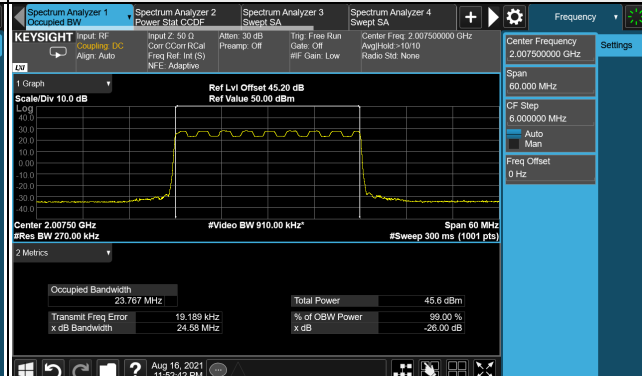 Spectrum Analyzer 1
Occupied BW
Spectrum Analyzer 2
Power Stat CCDF
Spectrum Analyzer 3
Swept SA
Spectrum Analyzer 4
Swept SA
+
Frequency
KEYSIGHT
Input: RF
Coupling: DC
Align: Auto
LXI
Input Z: 50 Ω
Corr CCorr RCal
Freq Ref: Int (S)
NFE: Adaptive
Atten: 30 dB
Preamp: Off
Trig: Free Run
Gate: Off
#IF Gain: Low
Center Freq: 2.007500000 GHz
Avg|Hold:>10/10
Radio Std: None
Center Frequency
2.007500000 GHz
Settings
Span
60.000 MHz
CF Step
6.000000 MHz
Auto
Man
Freq Offset
0 Hz
1 Graph
Scale/Div 10.0 dB
Ref Lvl Offset 45.20 dB
Ref Value 50.00 dBm
Log
40.0
30.0
20.0
10.0
0.00
-10.0
-20.0
-30.0
-40.0
Center 2.00750 GHz
#Res BW 270.00 kHz
#Video BW 910.00 kHz*
Span 60 MHz
#Sweep 300 ms (1001 pts)
2 Metrics
Occupied Bandwidth
23.767 MHz
Total Power 45.6 dBm
Transmit Freq Error 19.189 kHz
% of OBW Power 99.00 %
x dB Bandwidth 24.58 MHz
x dB -26.00 dB
?
Aug 16, 2021
11:52:42 PM